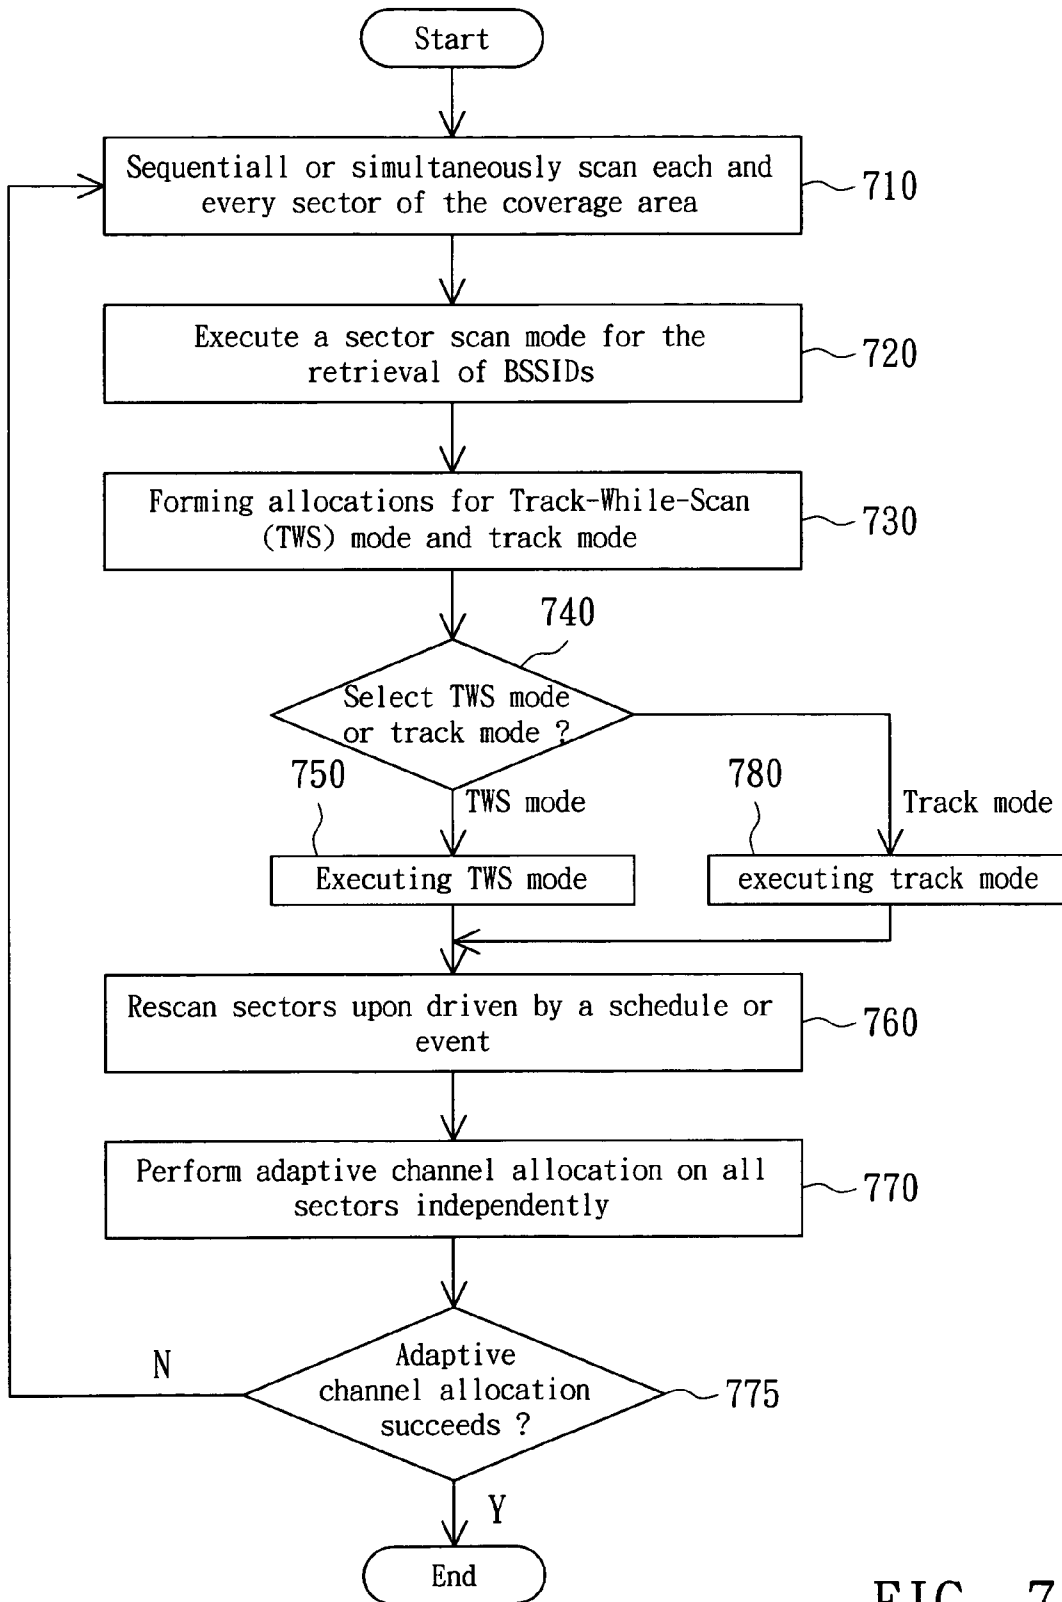 Start
Sequentiall or simultaneously scan each and
every sector of the coverage area
710
Execute a sector scan mode for the
retrieval of BSSIDs
720
Forming allocations for Track-While-Scan
(TWS) mode and track mode
730
740
Select TWS mode
or track mode ?
750
TWS mode
780
Track mode
Executing TWS mode
executing track mode
Rescan sectors upon driven by a schedule or
event
760
Perform adaptive channel allocation on all
sectors independently
770
Adaptive
channel allocation
succeeds ?
775
N
Y
End
FIG. 7